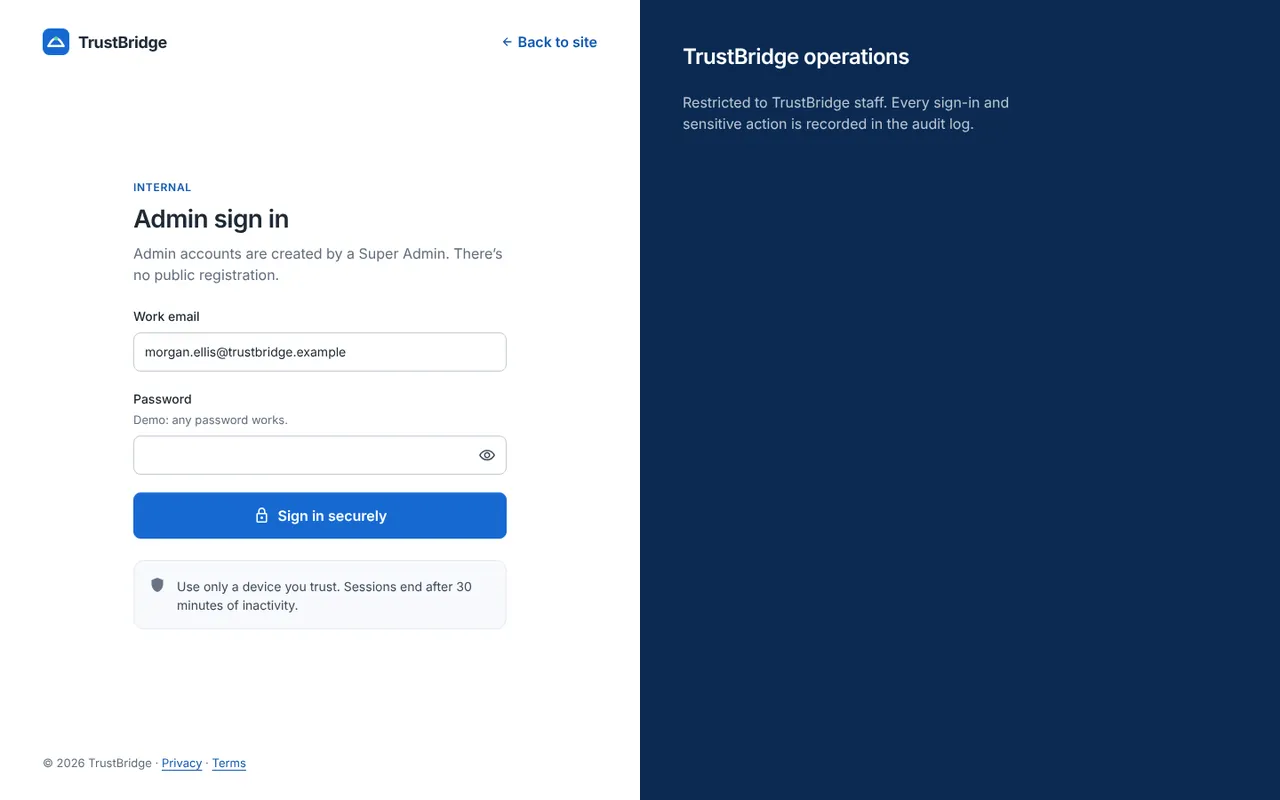 TrustBridge
← Back to site
INTERNAL
Admin sign in
Admin accounts are created by a Super Admin. There’s
no public registration.
Work email
morgan.ellis@trustbridge.example
Password
Demo: any password works.
Sign in securely
Use only a device you trust. Sessions end after 30
minutes of inactivity.
© 2026 TrustBridge · Privacy · Terms
TrustBridge operations
Restricted to TrustBridge staff. Every sign-in and
sensitive action is recorded in the audit log.